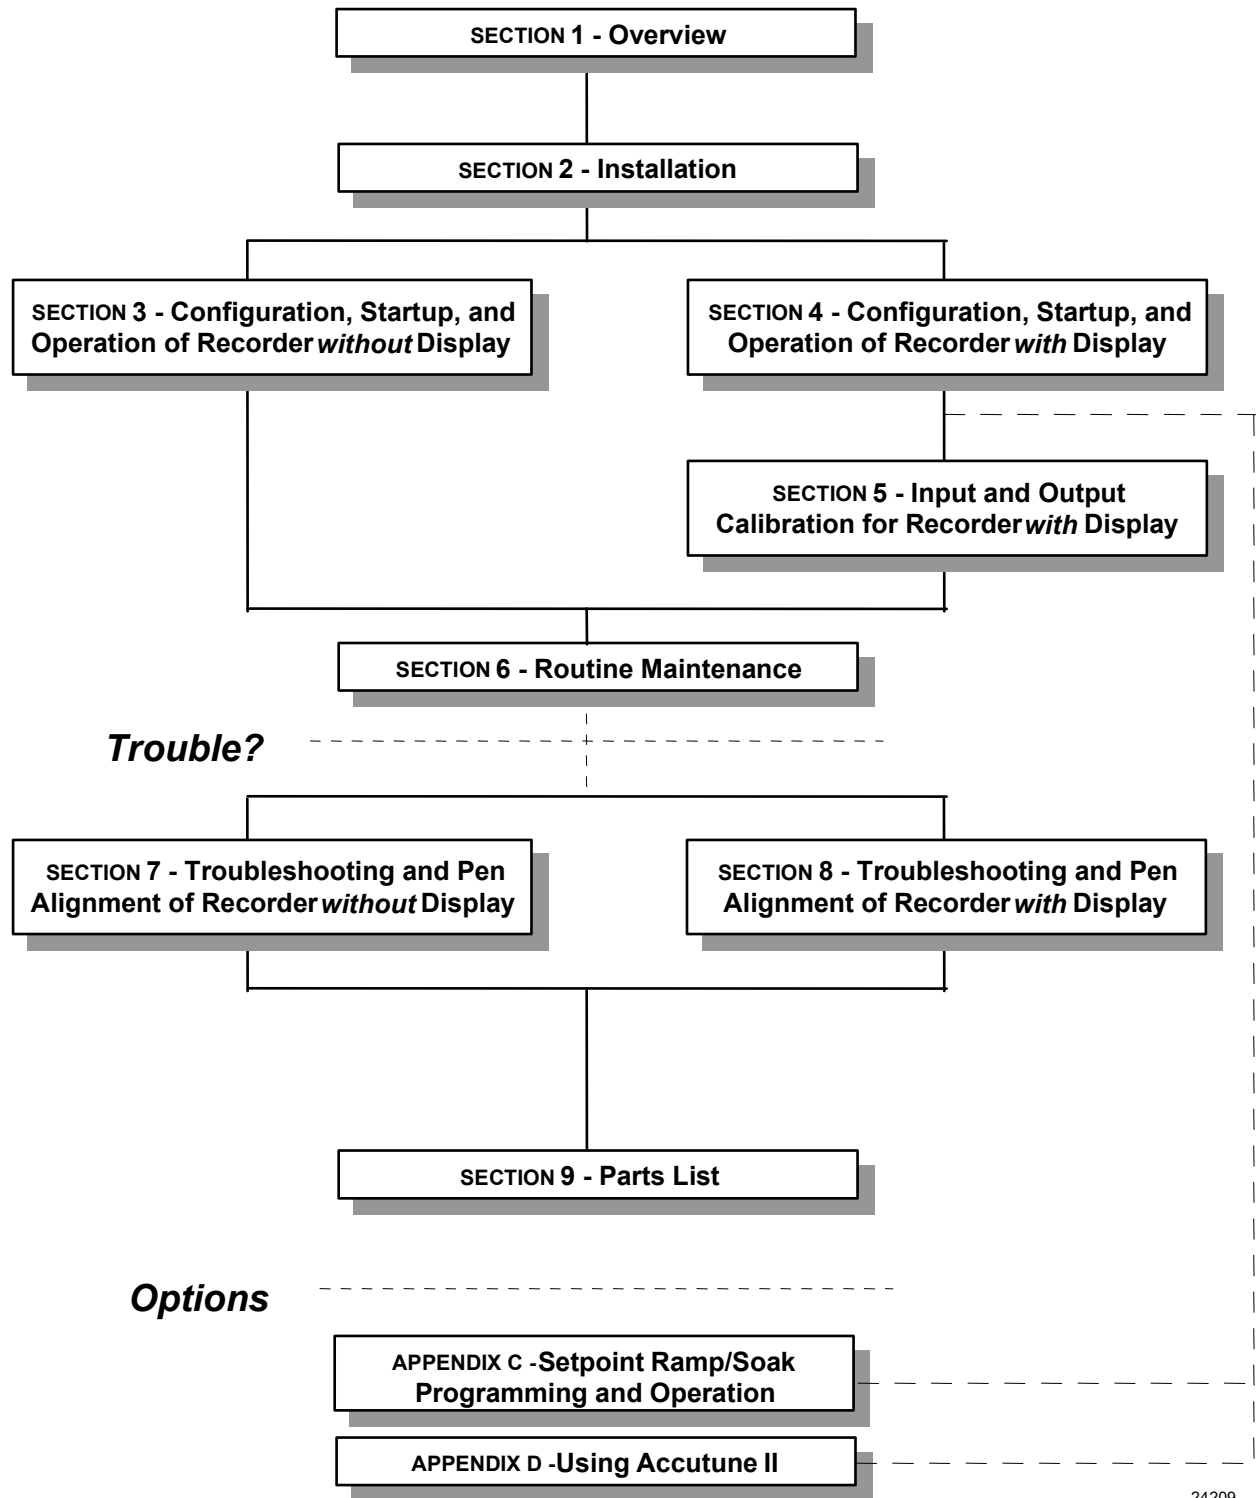 SECTION 1 - Overview
SECTION 2 - Installation
SECTION 3 - Configuration, Startup, and
Operation of Recorder without Display
SECTION 4 - Configuration, Startup, and
Operation of Recorder with Display
SECTION 5 - Input and Output
Calibration for Recorder with Display
SECTION 6 - Routine Maintenance
Trouble?
SECTION 7 - Troubleshooting and Pen
Alignment of Recorder without Display
SECTION 8 - Troubleshooting and Pen
Alignment of Recorder with Display
SECTION 9 - Parts List
Options
APPENDIX C -Setpoint Ramp/Soak
Programming and Operation
APPENDIX D -Using Accutune II
24209